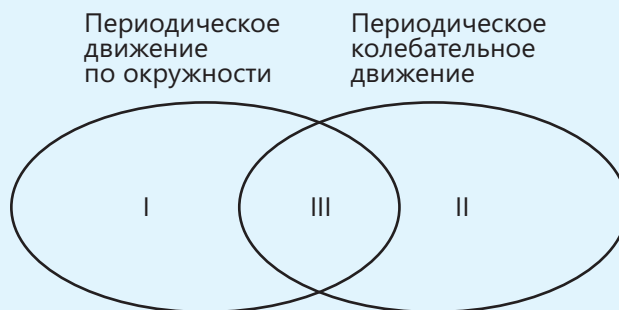 Периодическое
движение
по окружности
Периодическое
колебательное
движение
I
III
II